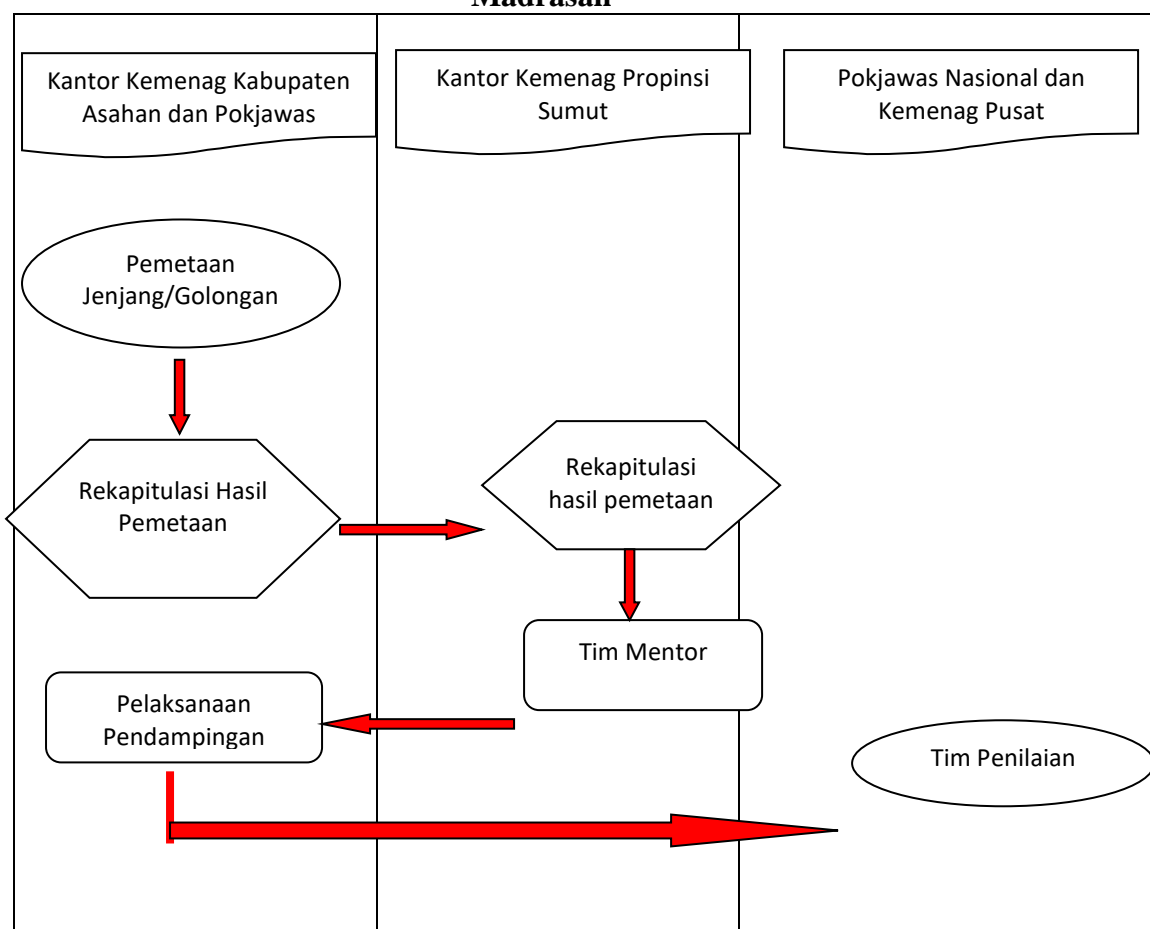 Madrasah
Kantor Kemenag Kabupaten
Asahan dan Pokjawas
Kantor Kemenag Propinsi
Sumut
Pokjawas Nasional dan
Kemenag Pusat
Pemetaan
Jenjang/Golongan
Rekapitulasi Hasil
Pemetaan
Rekapitulasi
hasil pemetaan
Tim Mentor
Pelaksanaan
Pendampingan
Tim Penilaian